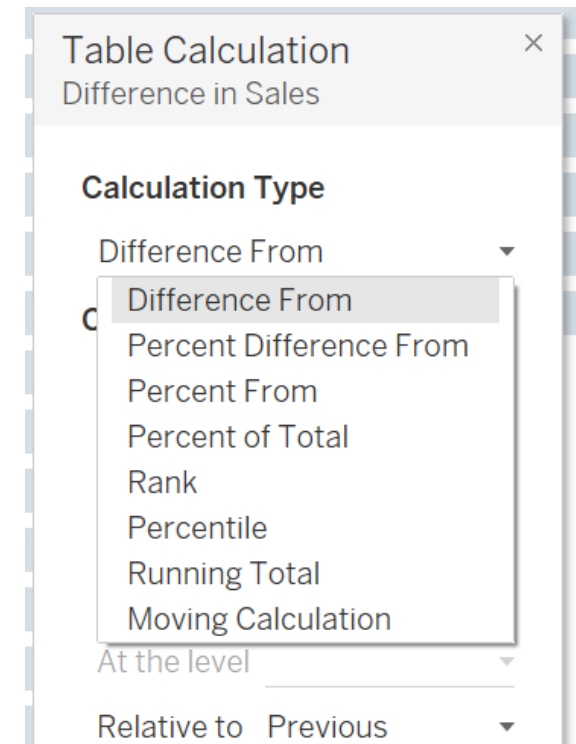 Table Calculation
Difference in Sales
Calculation Type
Difference From
Difference From
Percent Difference From
Percent From
Percent of Total
Rank
Percentile
Running Total
Moving Calculation
At the level
Relative to Previous